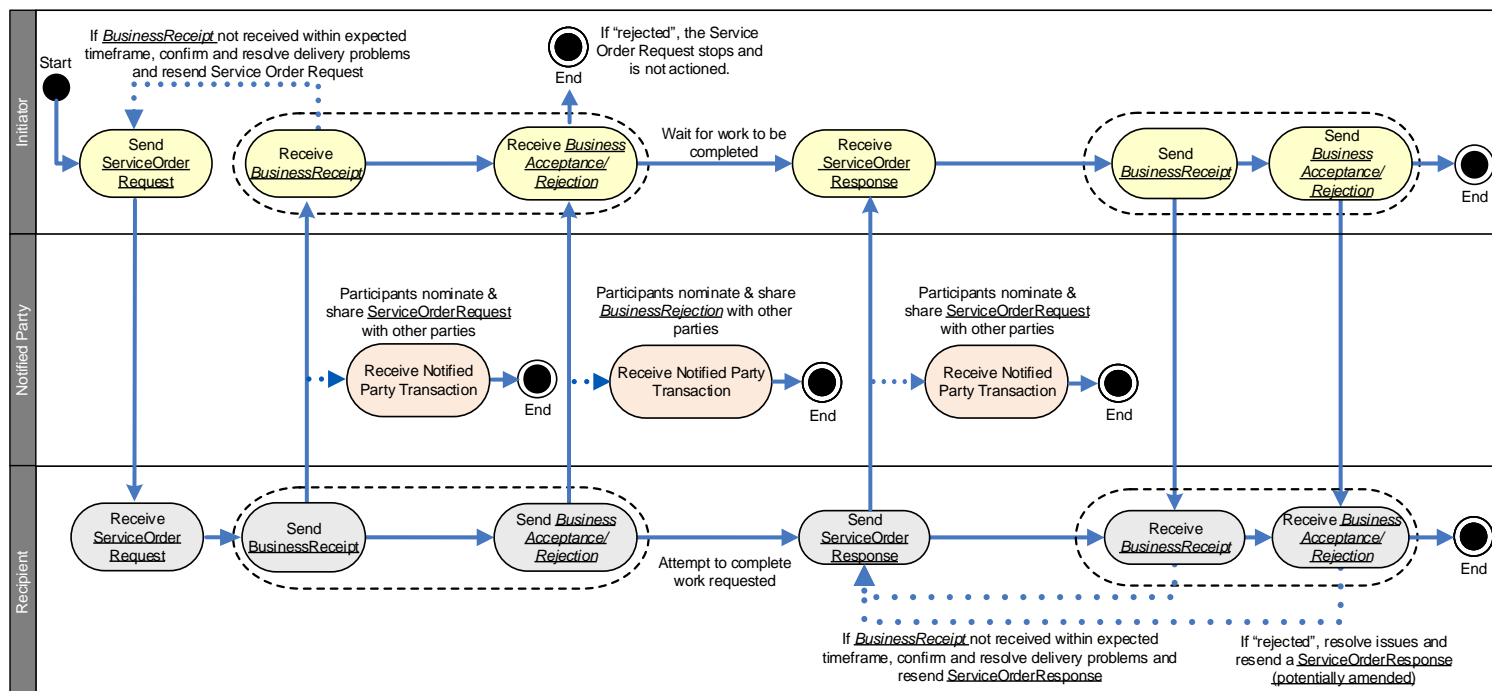 Initiator
Start
If BusinessReceipt not received within expected
timeframe, confirm and resolve delivery problems
and resend Service Order Request
End
If “rejected”, the Service
Order Request stops and
is not actioned.
Send
ServiceOrder
Request
Receive
BusinessReceipt
Receive Business
Acceptance/
Rejection
Wait for work to be
completed
Receive
ServiceOrder
Response
Send
BusinessReceipt
Send
Business
Acceptance/
Rejection
End
Notified Party
Participants nominate &
share ServiceOrderRequest
with other parties
Receive Notified
Party Transaction
End
Participants nominate & share
BusinessRejection with other
parties
Receive Notified Party
Transaction
End
Participants nominate &
share ServiceOrderRequest
with other parties
Receive Notified
Party Transaction
End
Recipient
Receive
ServiceOrder
Request
Send
BusinessReceipt
Send Business
Acceptance/
Rejection
Attempt to complete
work requested
Send
ServiceOrder
Response
Receive
BusinessReceipt
Receive Business
Acceptance/
Rejection
End
If BusinessReceipt not received within expected
timeframe, confirm and resolve delivery problems and
resend ServiceOrderResponse
If “rejected”, resolve issues and
resend a ServiceOrderResponse
(potentially amended)